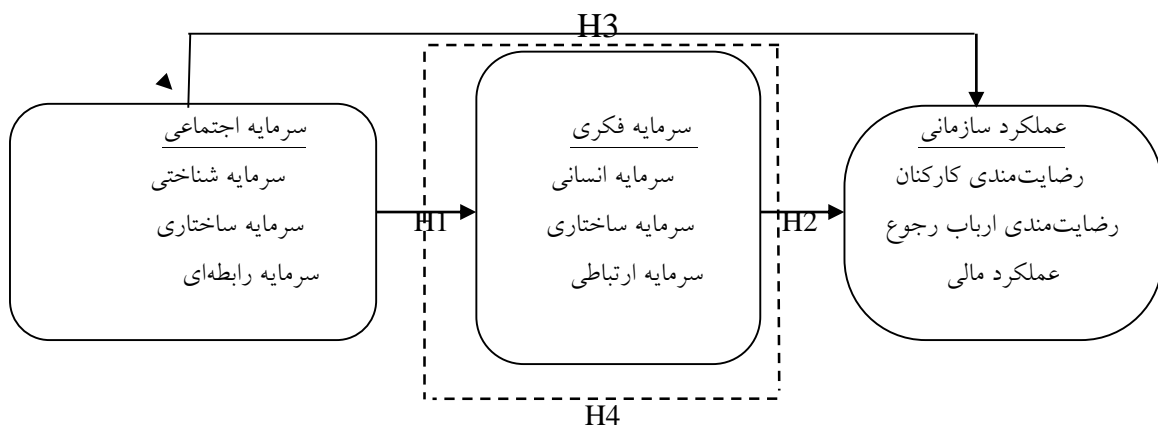 H3
سرمایه اجتماعی
سرمایه شناختی
سرمایه ساختاری
سرمایه رابطه‌ای
H1
سرمایه فکری
سرمایه انسانی
سرمایه ساختاری
سرمایه ارتباطی
H2
عملکرد سازمانی
رضایت‌مندی کارکنان
رضایت‌مندی ارباب رجوع
عملکرد مالی
H4